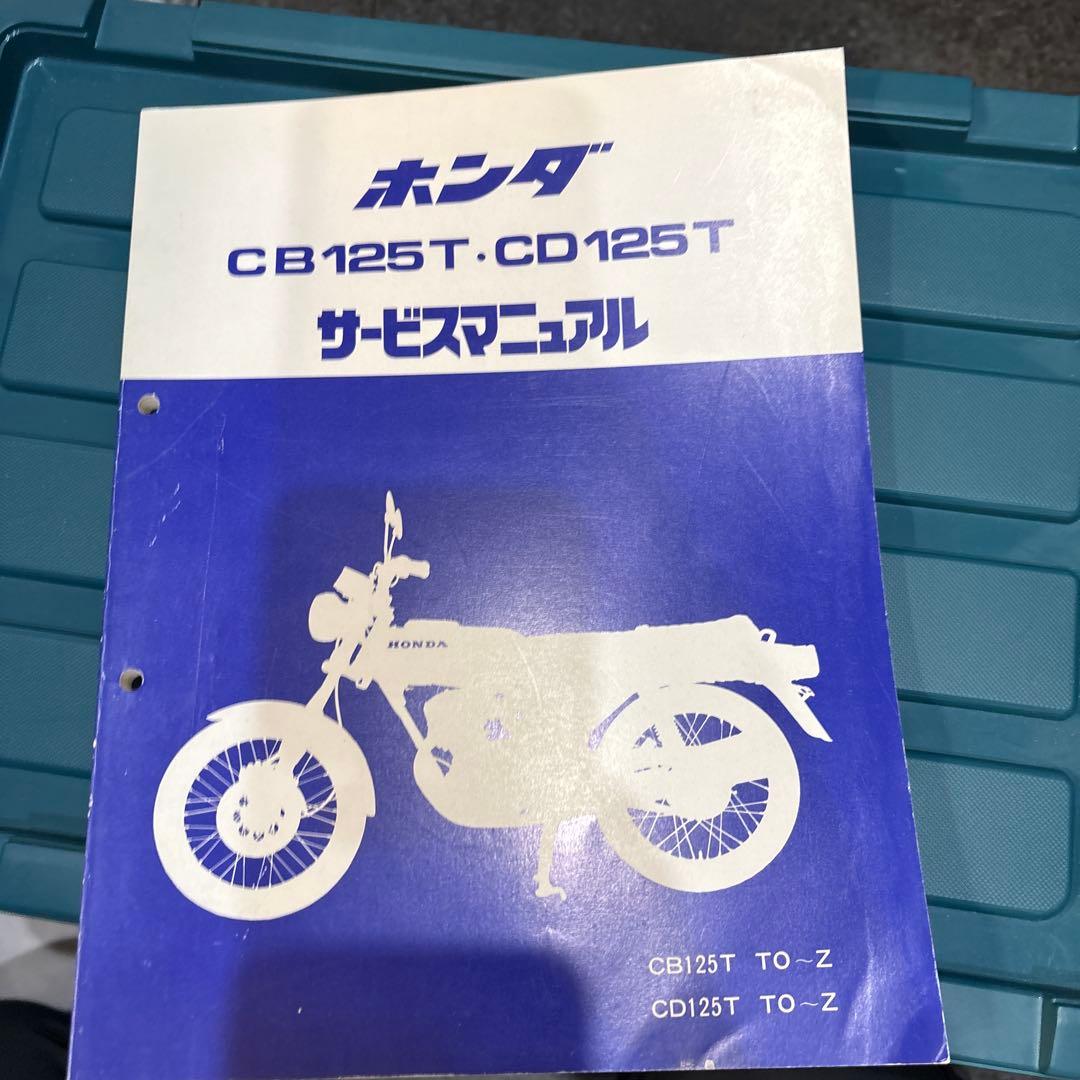 ホンダ
CB125T・CD125T
サービスマニュアル
HONDA
CB125T TO~Z
CD125T TO~Z